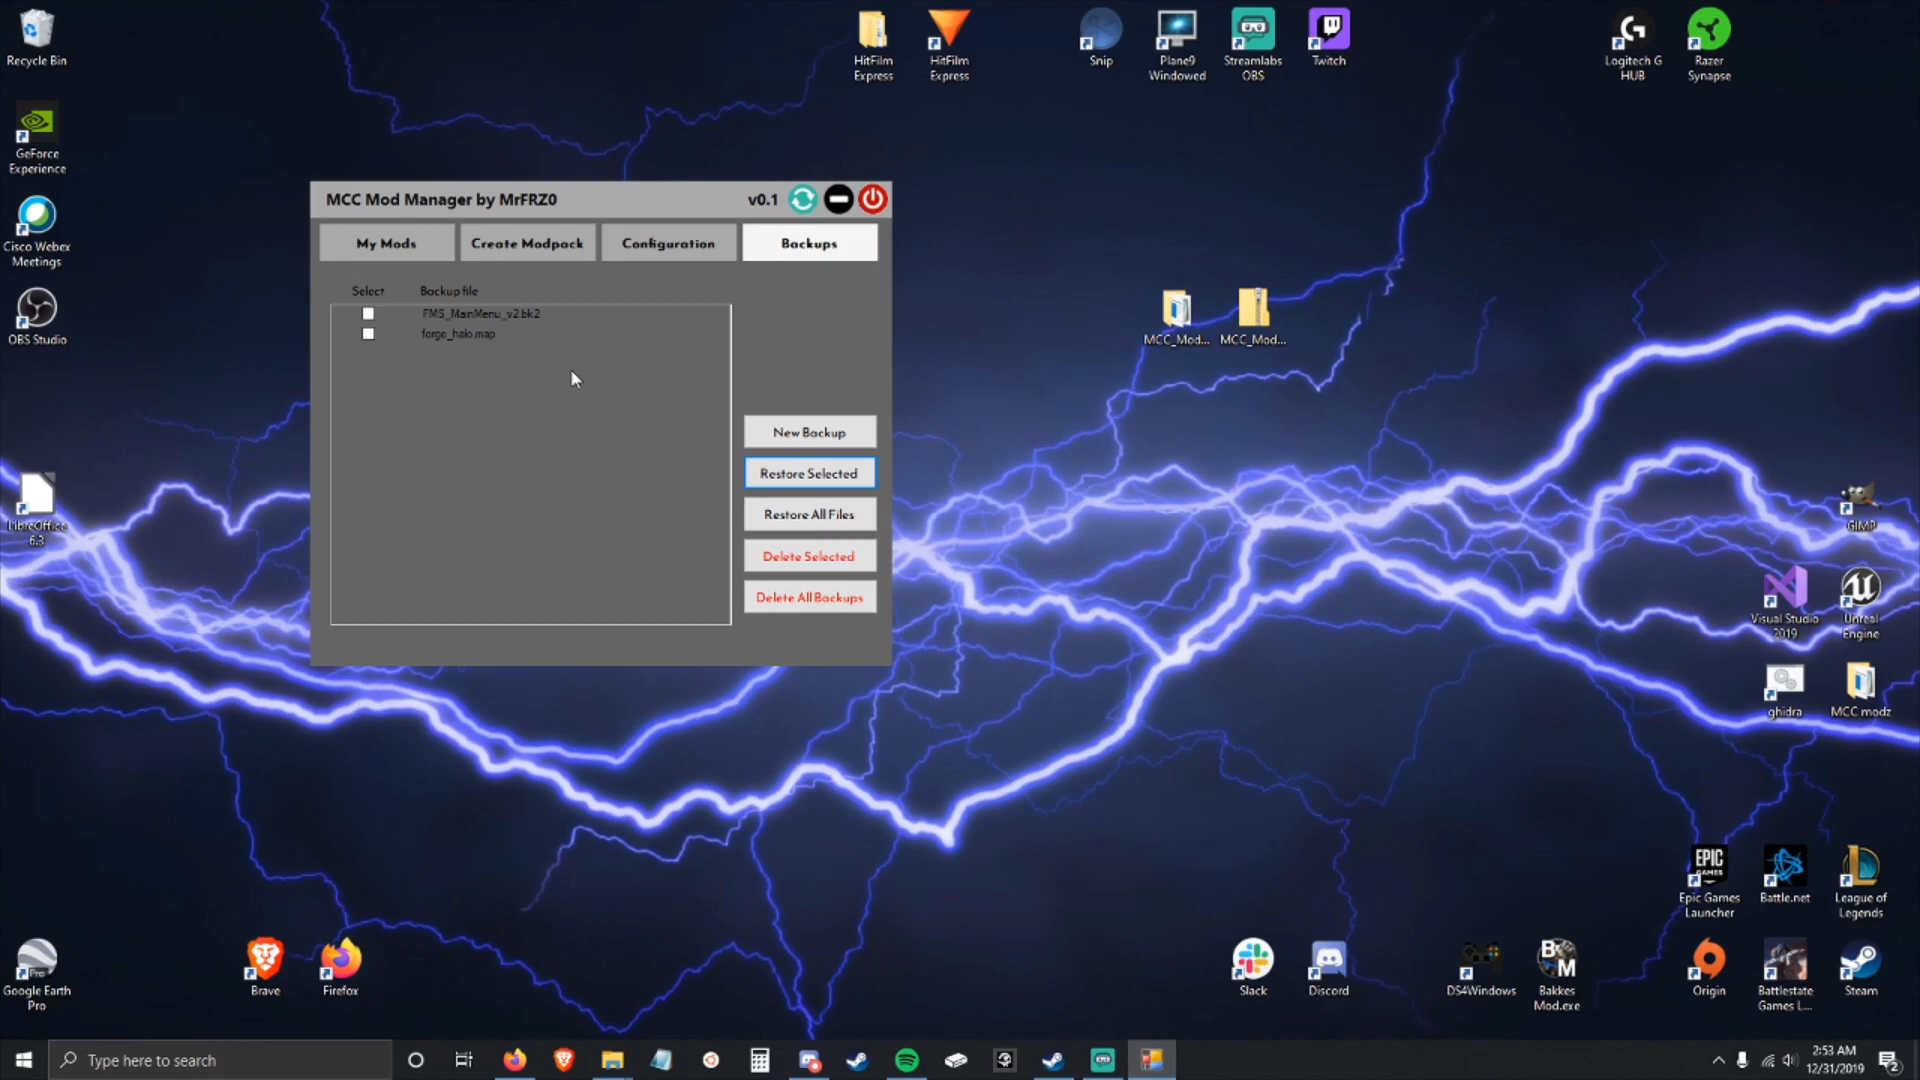 Recycle Bin
GeForce
Experience
Cisco Webex
Meetings
OBS Studio
LibreOffice
6.3
Google Earth
Pro
Brave
Firefox
HitFilm
Express
HitFilm
Express
Snip
Plane9
Windowed
Streamlabs
OBS
Twitch
Logitech G
HUB
Razer
Synapse
MCC Mod Manager by MrFRZ0
v0.1
My Mods
Create Modpack
Configuration
Backups
Select
Backup file
FMS_MainMenu_v2.bk2
forge_halo.map
New Backup
Restore Selected
Restore All Files
Delete Selected
Delete All Backups
MCC_Mod...
MCC_Mod...
GIMP
Visual Studio
2019
Unreal
Engine
ghidra
MCC modz
EPIC
GAMES
Epic Games
Launcher
Battle.net
League of
Legends
Slack
Discord
DS4Windows
BM
Bakkes
Mod.exe
Origin
Battlestate
Games L...
Steam
Type here to search
2:53 AM
12/31/2019
2